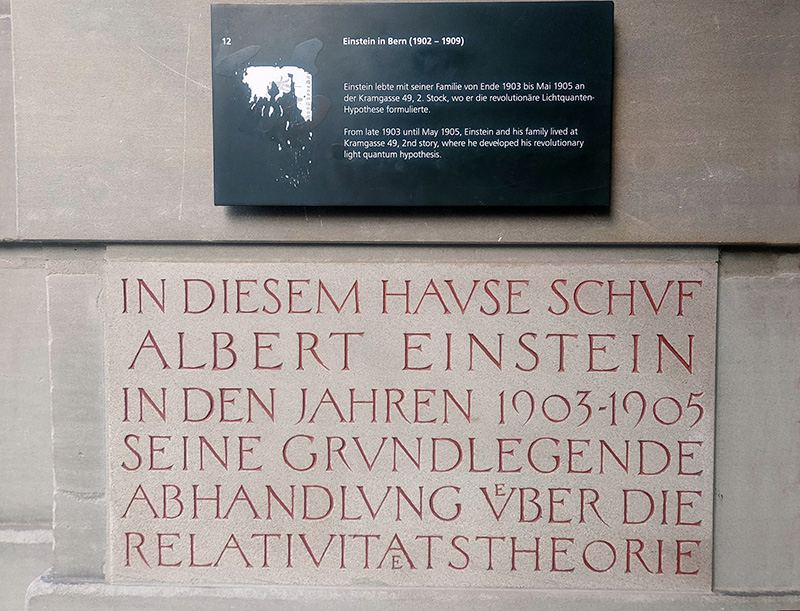 12
Einstein in Bern (1902 – 1909)
Einstein lebte mit seiner Familie von Ende 1903 bis Mai 1905 an
der Kramgasse 49, 2. Stock, wo er die revolutionäre Lichtquanten-
Hypothese formulierte.
From late 1903 until May 1905, Einstein and his family lived at
Kramgasse 49, 2nd story, where he developed his revolutionary
light quantum hypothesis.
IN DIESEM HAVSE SCHVF
ALBERT EINSTEIN
IN DEN JAHREN 1903-1905
SEINE GRVNDLEGENDE
ABHANDLVNG VͤBER DIE
RELATIVITAͤTSTHEORIE